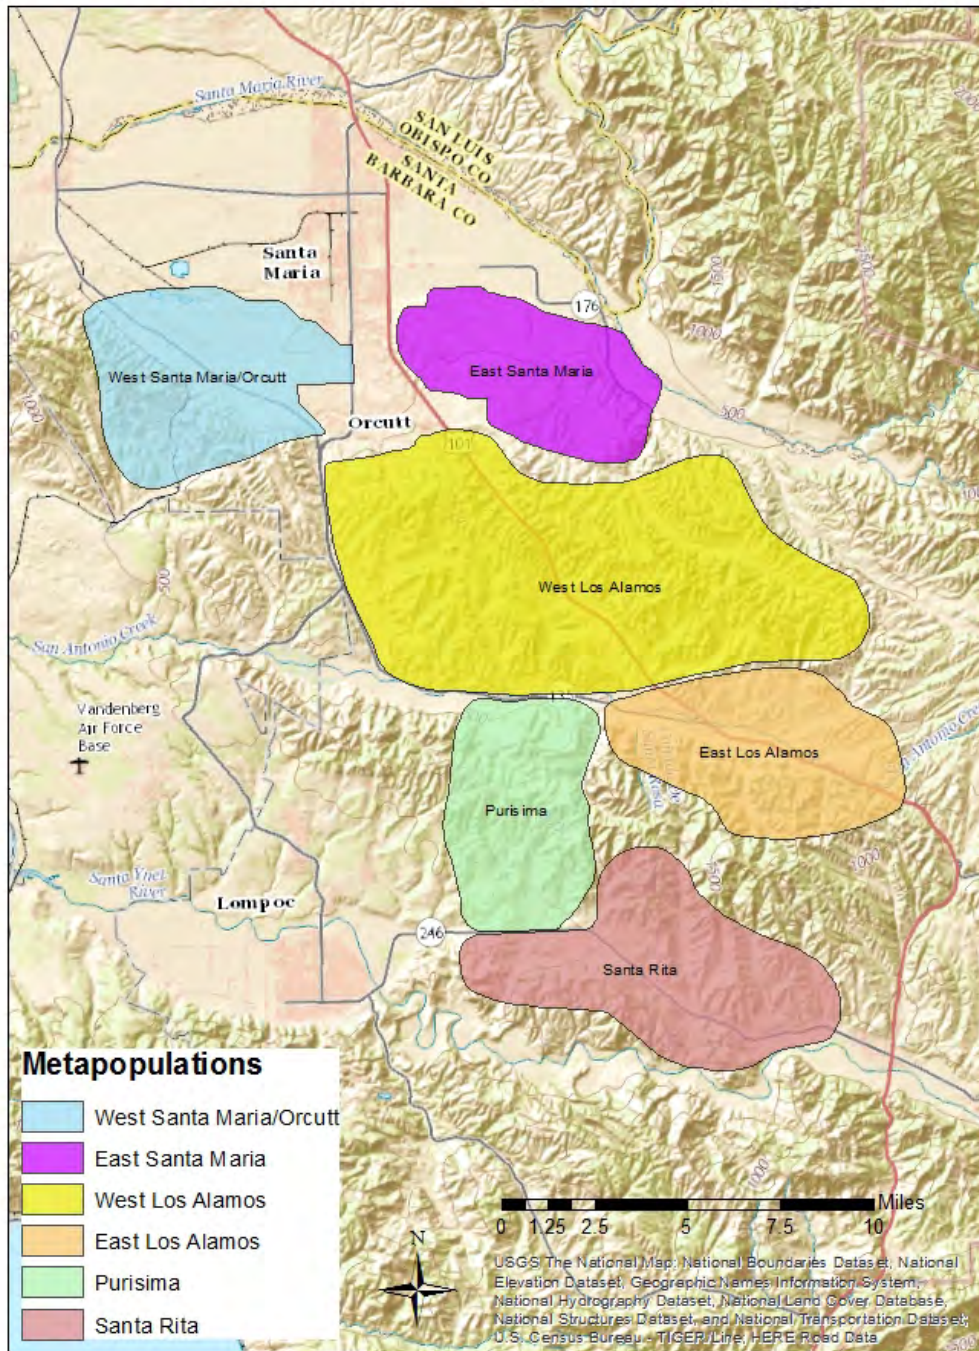 Santa Maria River
SAN LUIS
OBISPO CO
SANTA
BARBARA CO
Santa
Maria
176
1500
1000
500
West Santa Maria/Orcutt
East Santa Maria
1000
Orcutt
101
500
West Los Alamos
San Antonio Creek
Vandenberg
Air Force
Base
East Los Alamos
Purisima
1000
Santa Ynez
River
Lompoc
246
Santa Rita
Metapopulations
West Santa Maria/Orcutt
East Santa Maria
West Los Alamos
East Los Alamos
Purisima
Santa Rita
1000
Miles
0 1.25 2.5 5 7.5 10
N
USGS The National Map: National Boundaries Dataset, National
Elevation Dataset, Geographic Names Information System,
National Hydrography Dataset, National Land Cover Database,
National Structures Dataset, and National Transportation Dataset;
U.S. Census Bureau - TIGER/Line; HERE Road Data